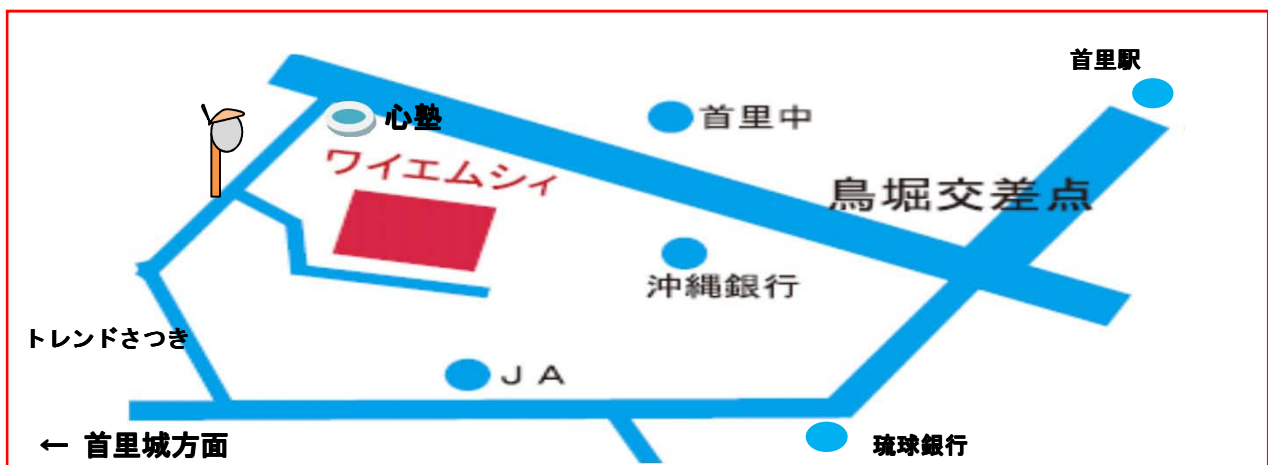 首里駅
心塾
首里中
ワイエムシィ
鳥堀交差点
沖縄銀行
トレンドさつき
JA
← 首里城方面
琉球銀行